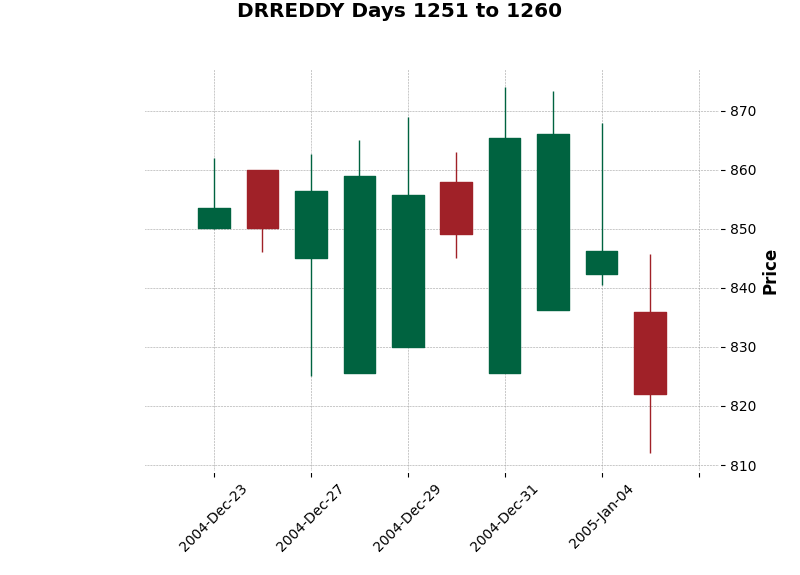 DRREDDY Days 1251 to 1260
870
860
850
840
830
820
810
Price
2004-Dec-23
2004-Dec-27
2004-Dec-29
2004-Dec-31
2005-Jan-04